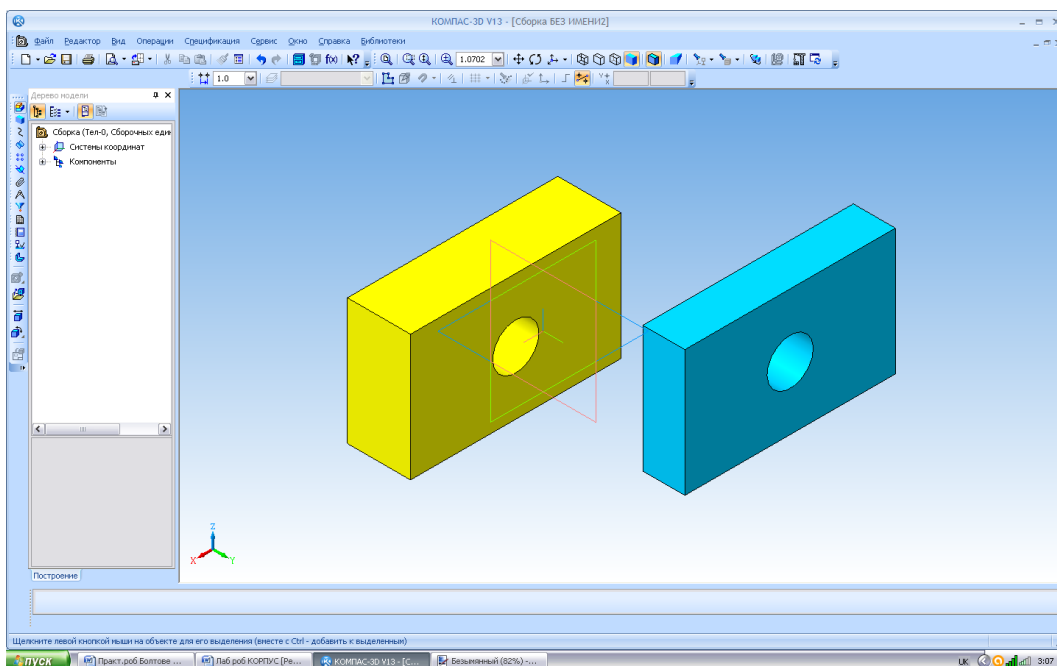 КОМПАС-3D V13 - [Сборка БЕЗ ИМЕНИ2]
Файл Редактор Вид Операции Спецификация Сервис Окно Справка Библиотеки
1.0702
1.0
Дерево модели
Сборка (Тел-0, Сборочных един
Системы координат
Компоненты
Z
X
Y
Построение
Щелкните левой кнопкой мыши на объекте для его выделения (вместе с Ctrl - добавить к выделенным)
пуск Практ.роб Болтове ... Лаб роб КОРПУС [Ре... КОМПАС-3D V13 - [С... Безымянный (82%) -... UK 3:07